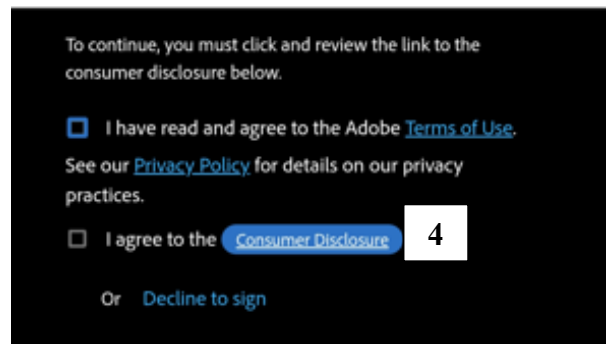 To continue, you must click and review the link to the
consumer disclosure below.
I have read and agree to the Adobe Terms of Use.
See our Privacy Policy for details on our privacy
practices.
I agree to the Consumer Disclosure 4
Or Decline to sign